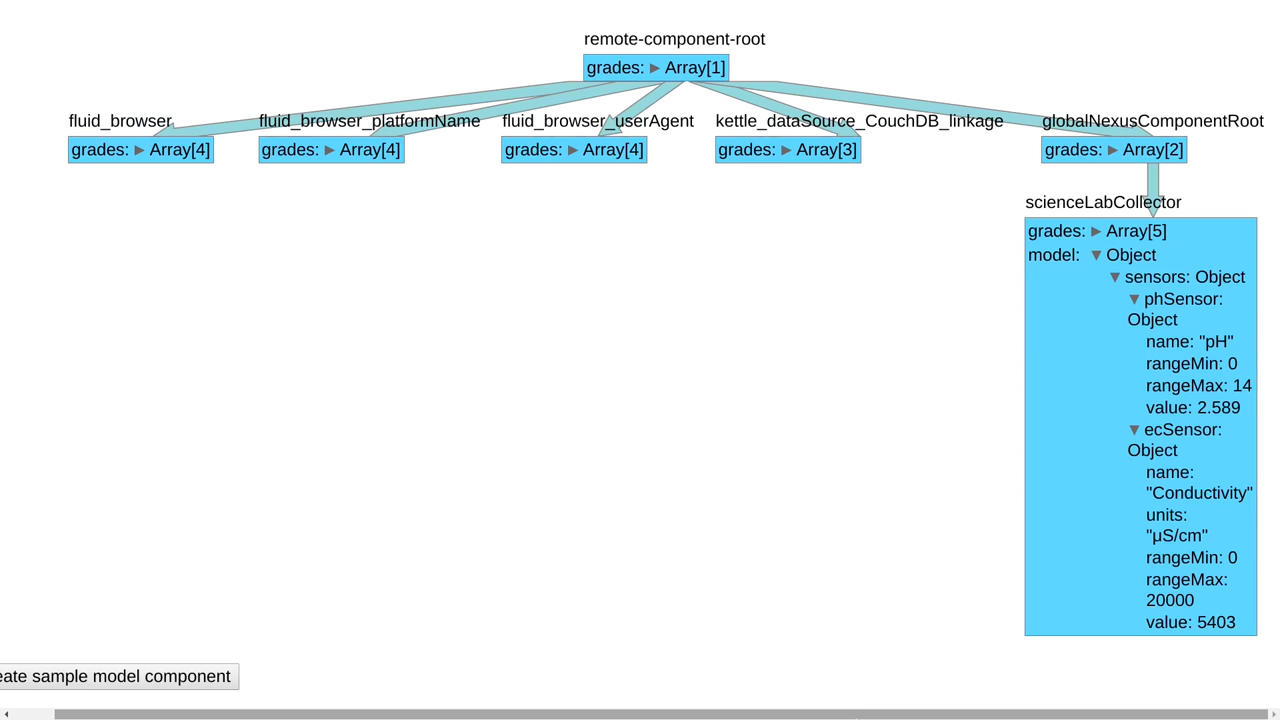 remote-component-root
grades: ▶ Array[1]
fluid_browser fluid_browser_platformName fluid_browser_userAgent kettle_dataSource_CouchDB_linkage globalNexusComponentRoot
grades: ▶ Array[4] grades: ▶ Array[4] grades: ▶ Array[4] grades: ▶ Array[3] grades: ▶ Array[2]
scienceLabCollector
grades: ▶ Array[5]
model: ▼ Object
▼ sensors: Object
▼ phSensor:
Object
name: "pH"
rangeMin: 0
rangeMax: 14
value: 2.589
▼ ecSensor:
Object
name:
"Conductivity"
units:
"µS/cm"
rangeMin: 0
rangeMax:
20000
value: 5403
eate sample model component